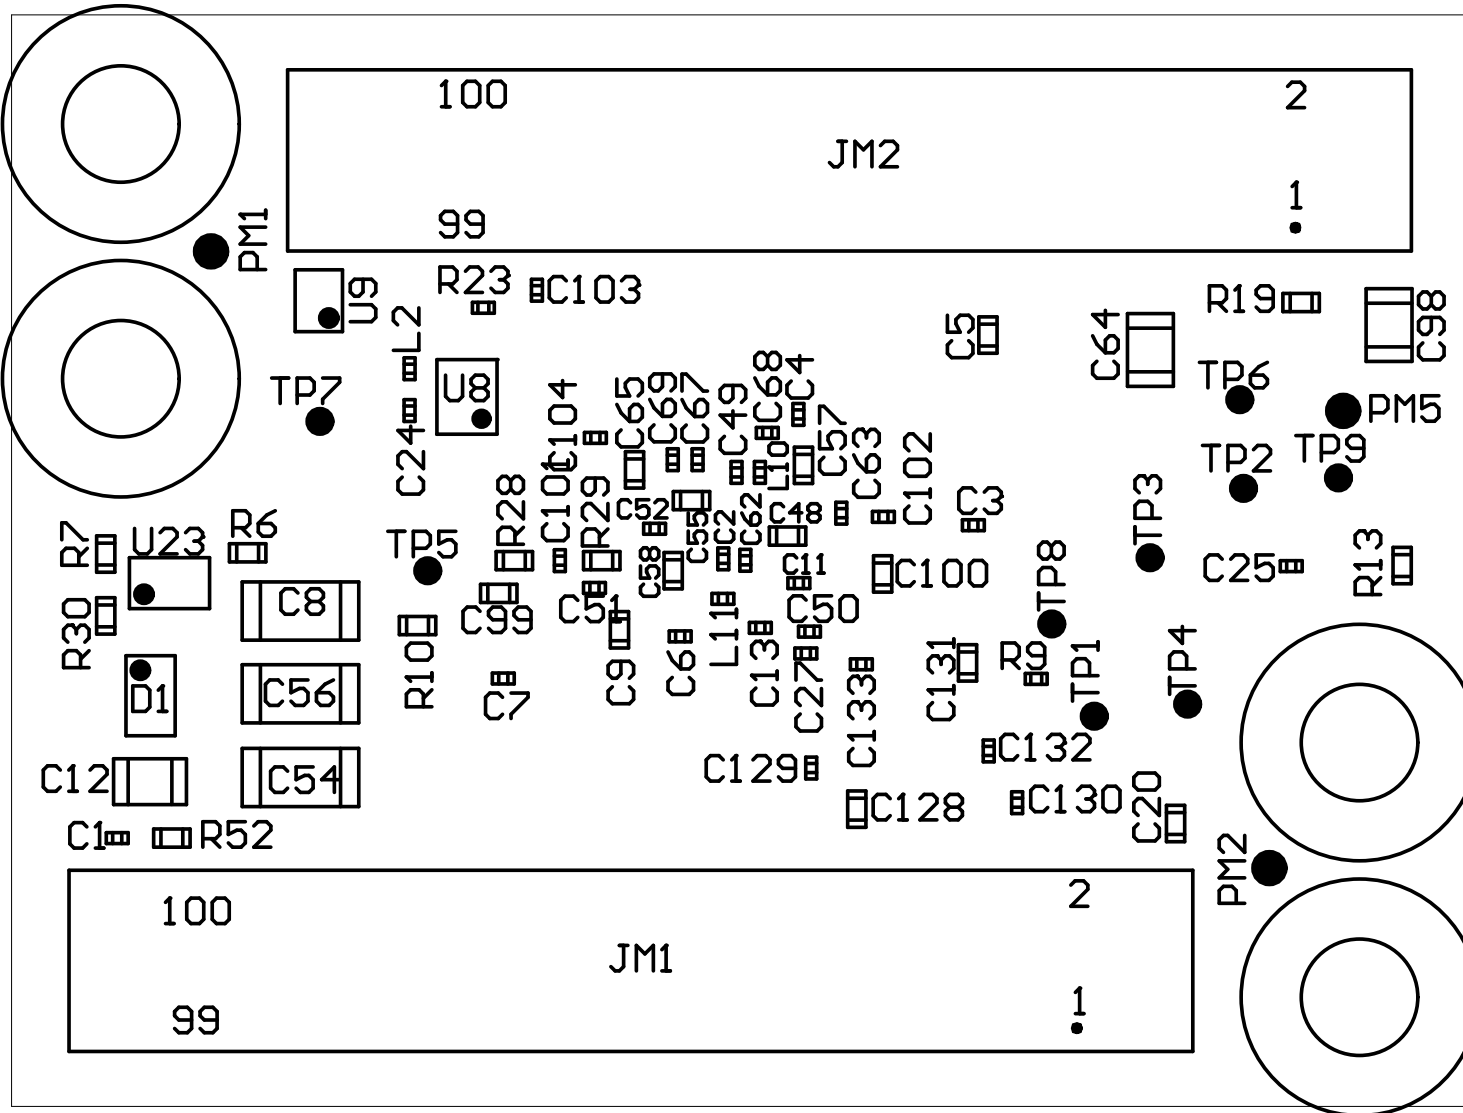 100
2
JM2
1
99
PM1
R23
C103
U9
L2
C5
C64
R19
C98
TP7
U8
C104
C65
C69
C67
C49
C68
C4
C57
TP6
PM5
C24
L10
C63
C102
TP2
TP9
R28
C101
R29
C52
C55
C2
C62
C48
C3
TP3
R7
U23
R6
TP5
C58
C11
C100
TP8
C25
R13
R30
C8
C99
C51
C50
R10
C9
C6
L11
C13
C27
C133
C131
R9
TP1
TP4
D1
C56
C7
C12
C54
C129
C132
C128
C130
C20
C1
R52
PM2
100
2
JM1
1
99